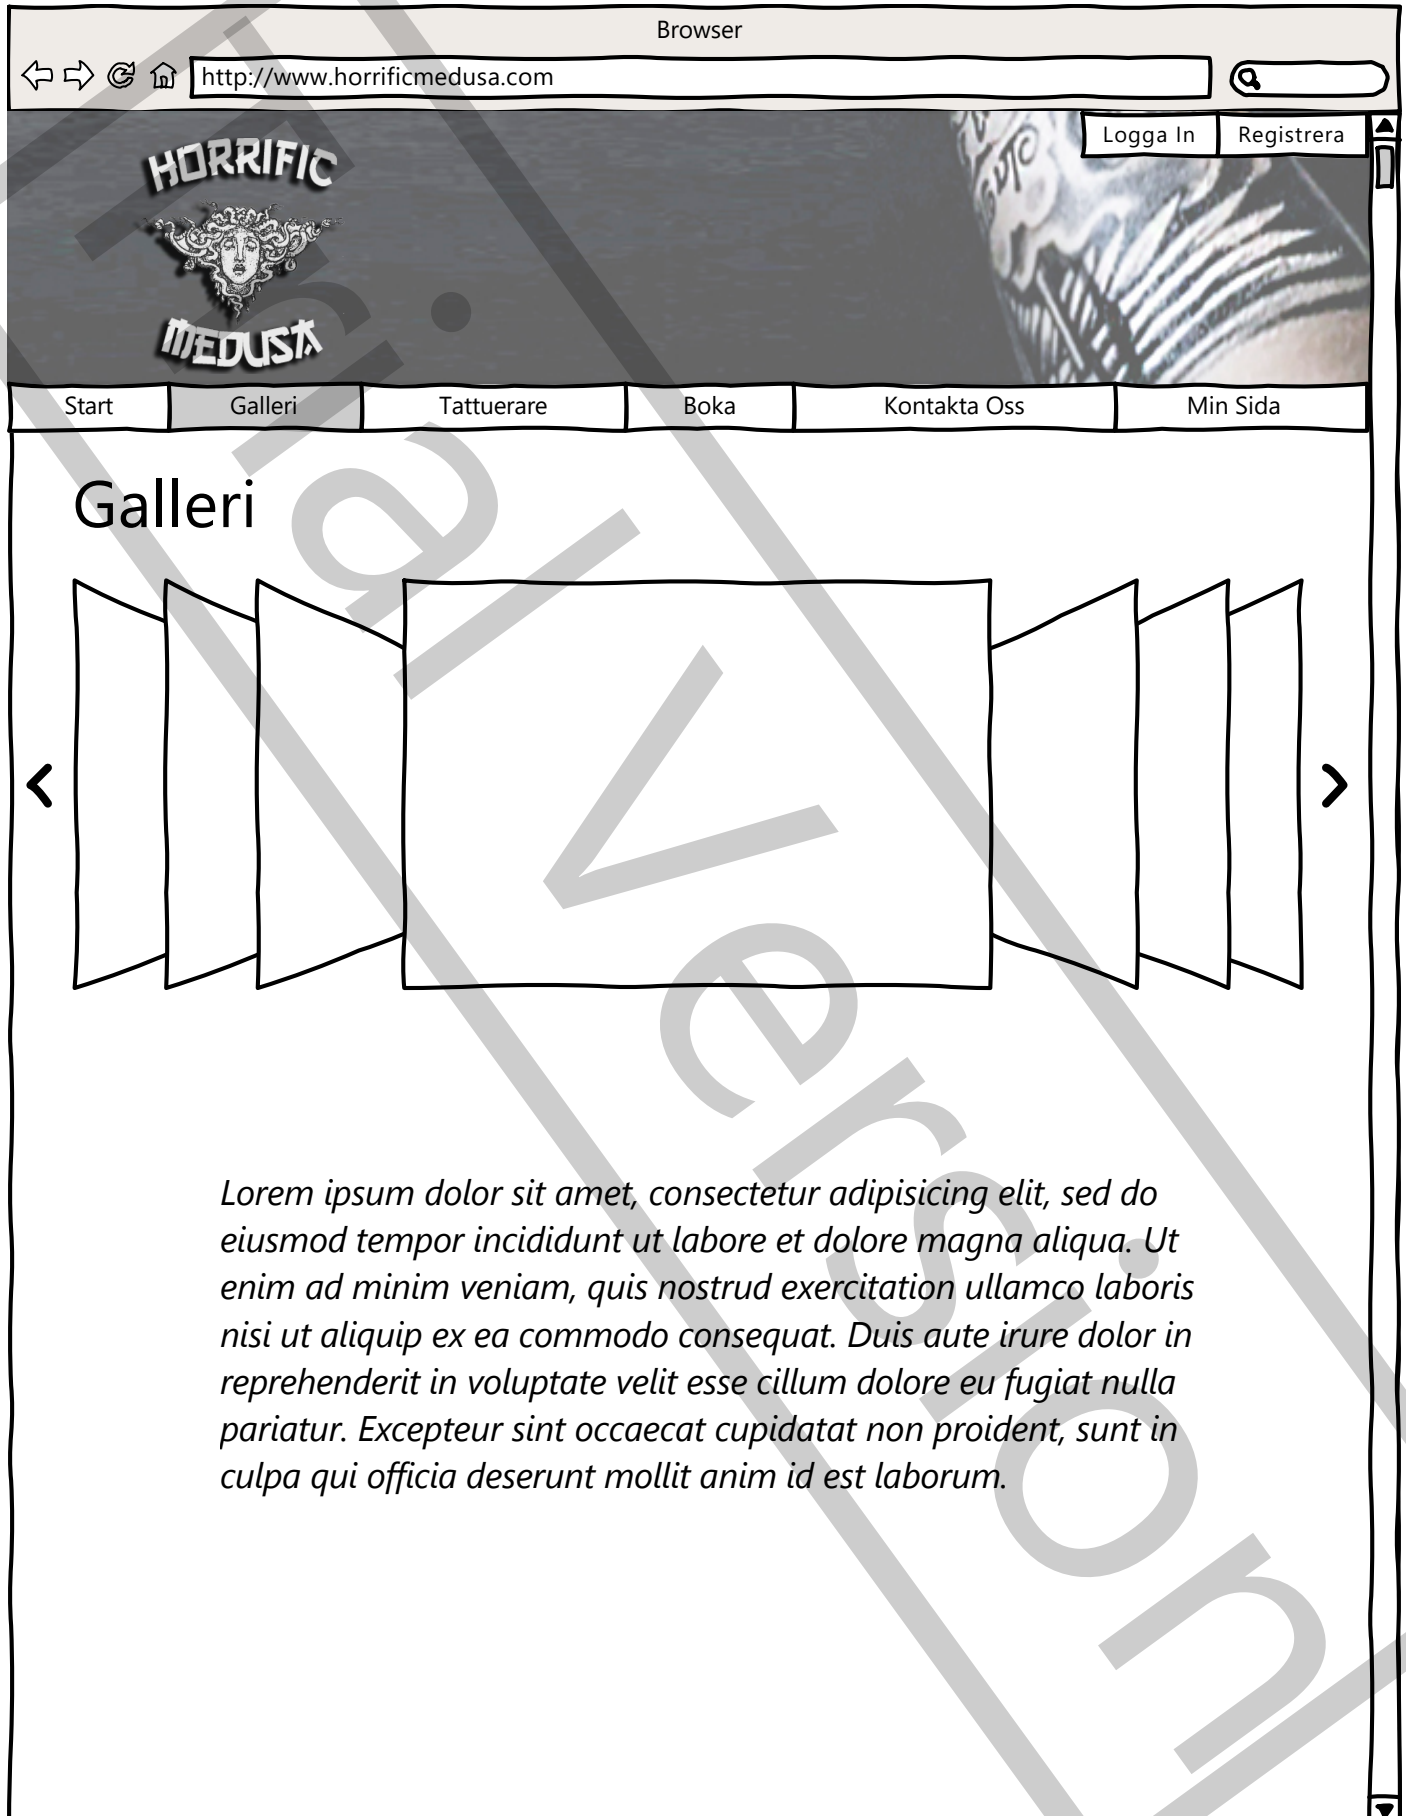 Browser
http://www.horrificmedusa.com
Logga In
Registrera
HORRIFIC
MEDUSA
Start
Galleri
Tattuerare
Boka
Kontakta Oss
Min Sida
Galleri
Lorem ipsum dolor sit amet, consectetur adipisicing elit, sed do
eiusmod tempor incididunt ut labore et dolore magna aliqua. Ut
enim ad minim veniam, quis nostrud exercitation ullamco laboris
nisi ut aliquip ex ea commodo consequat. Duis aute irure dolor in
reprehenderit in voluptate velit esse cillum dolore eu fugiat nulla
pariatur. Excepteur sint occaecat cupidatat non proident, sunt in
culpa qui officia deserunt mollit anim id est laborum.
Trial Version